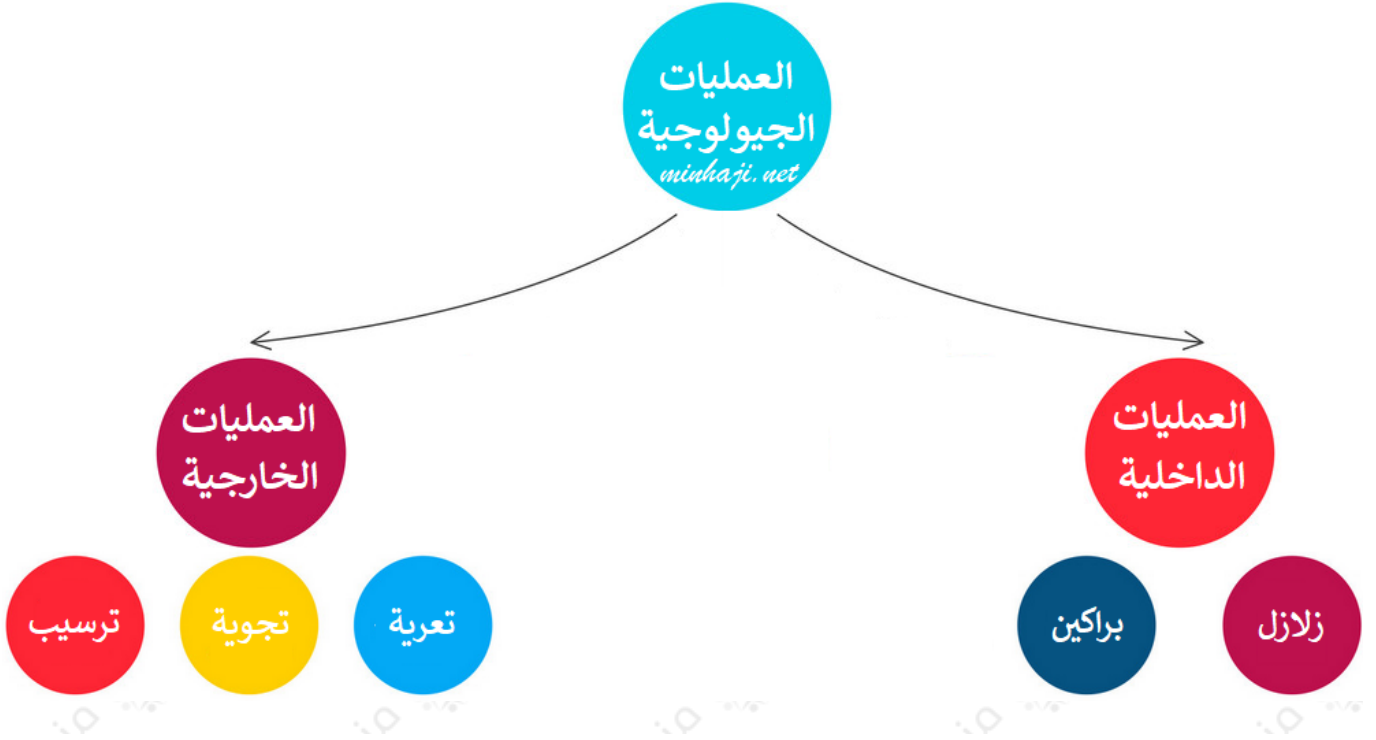 العمليات
الجيولوجية
minhaji.net
العمليات
الداخلية
العمليات
الخارجية
زلازل
براكين
تعرية
تجوية
ترسيب